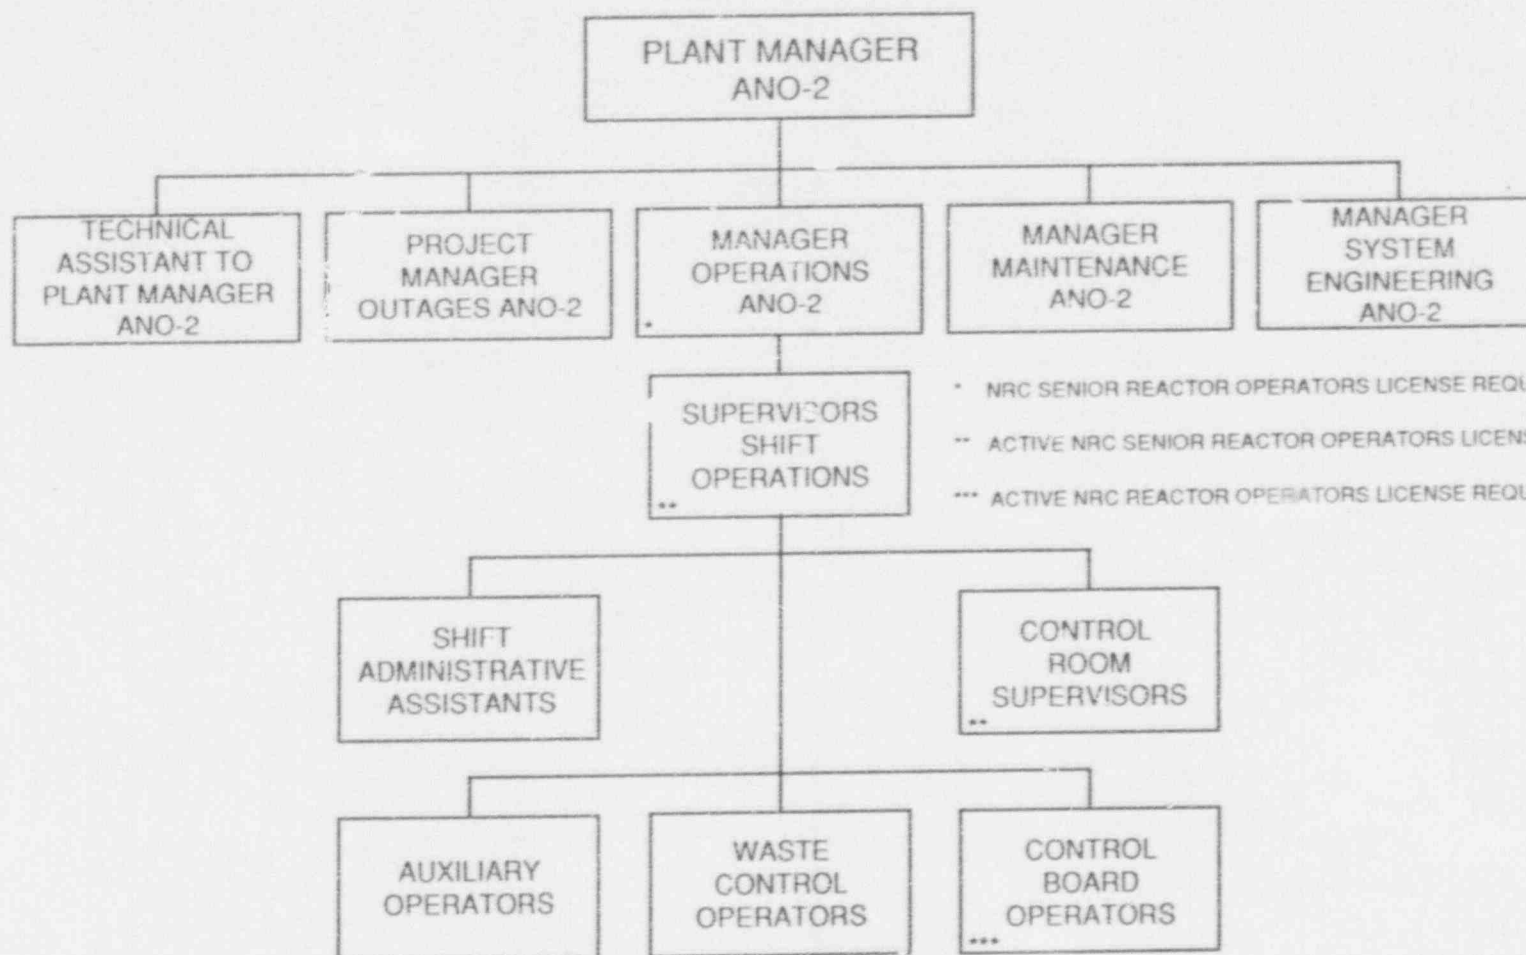 PLANT MANAGER
ANO-2
TECHNICAL
ASSISTANT TO
PLANT MANAGER
ANO-2
PROJECT
MANAGER
OUTAGES ANO-2
MANAGER
OPERATIONS
ANO-2
*
MANAGER
MAINTENANCE
ANO-2
MANAGER
SYSTEM
ENGINEERING
ANO-2
SUPERVISORS
SHIFT
OPERATIONS
**
* NRC SENIOR REACTOR OPERATORS LICENSE
** ACTIVE NRC SENIOR REACTOR OPERATORS
*** ACTIVE NRC REACTOR OPERATORS LICENSE
SHIFT
ADMINISTRATIVE
ASSISTANTS
CONTROL
ROOM
SUPERVISORS
**
AUXILIARY
OPERATORS
WASTE
CONTROL
OPERATORS
CONTROL
BOARD
OPERATORS
***